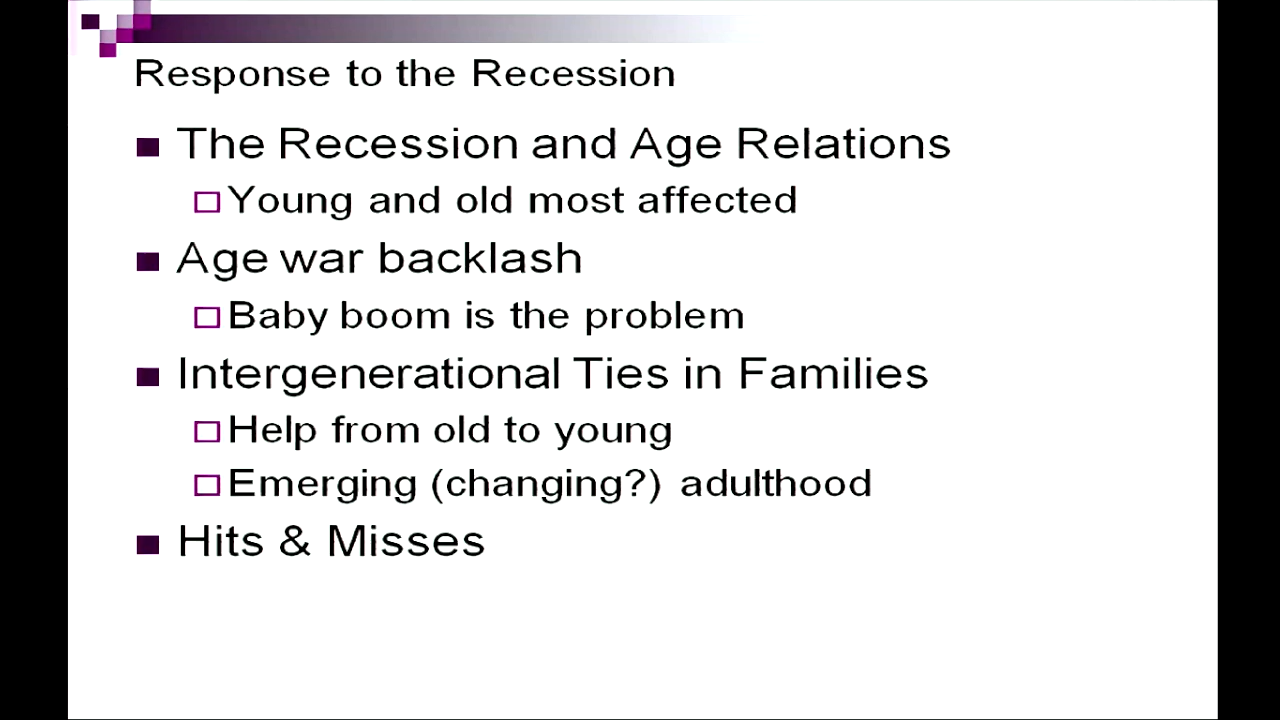 Response to the Recession
The Recession and Age Relations
Young and old most affected
Age war backlash
Baby boom is the problem
Intergenerational Ties in Families
Help from old to young
Emerging (changing?) adulthood
Hits & Misses